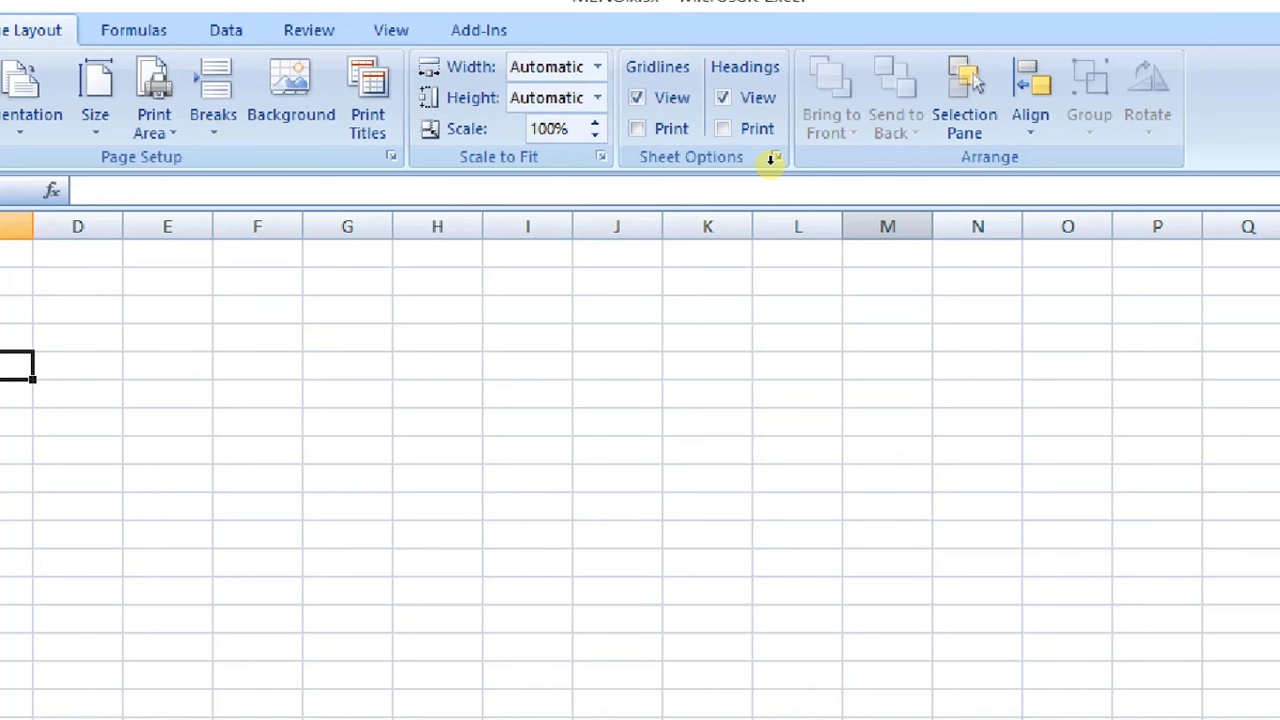 Microsoft Excel
e Layout Formulas Data Review View Add-Ins
Width: Automatic Gridlines Headings
Height: Automatic View View
entation Size Print Area Breaks Background Print Titles Scale: 100% Print Print Bring to Front Send to Back Selection Pane Align Group Rotate
Page Setup Scale to Fit Sheet Options Arrange
fx
D E F G H I J K L M N O P Q